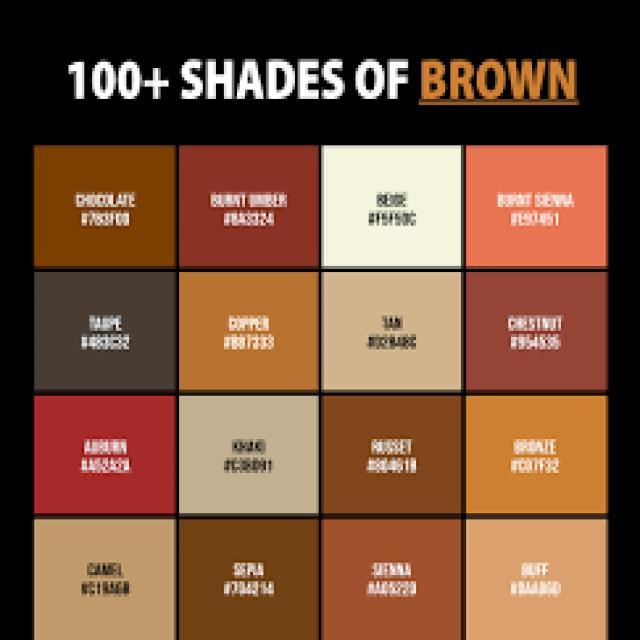 100+ SHADES OF BROWN
CHOCOLATE
#7B3F00
BURNT UMBER
#8A3324
BEIGE
#F5F5DC
BURNT SIENNA
#E97451
TAUPE
#483C32
COPPER
#B87333
TAN
#D2B48C
CHESTNUT
#954535
AUBURN
#A52A2A
KHAKI
#C3B091
RUSSET
#80461B
BRONZE
#CD7F32
CAMEL
#C19A6B
SEPIA
#704214
SIENNA
#A0522D
BUFF
#DAA06D